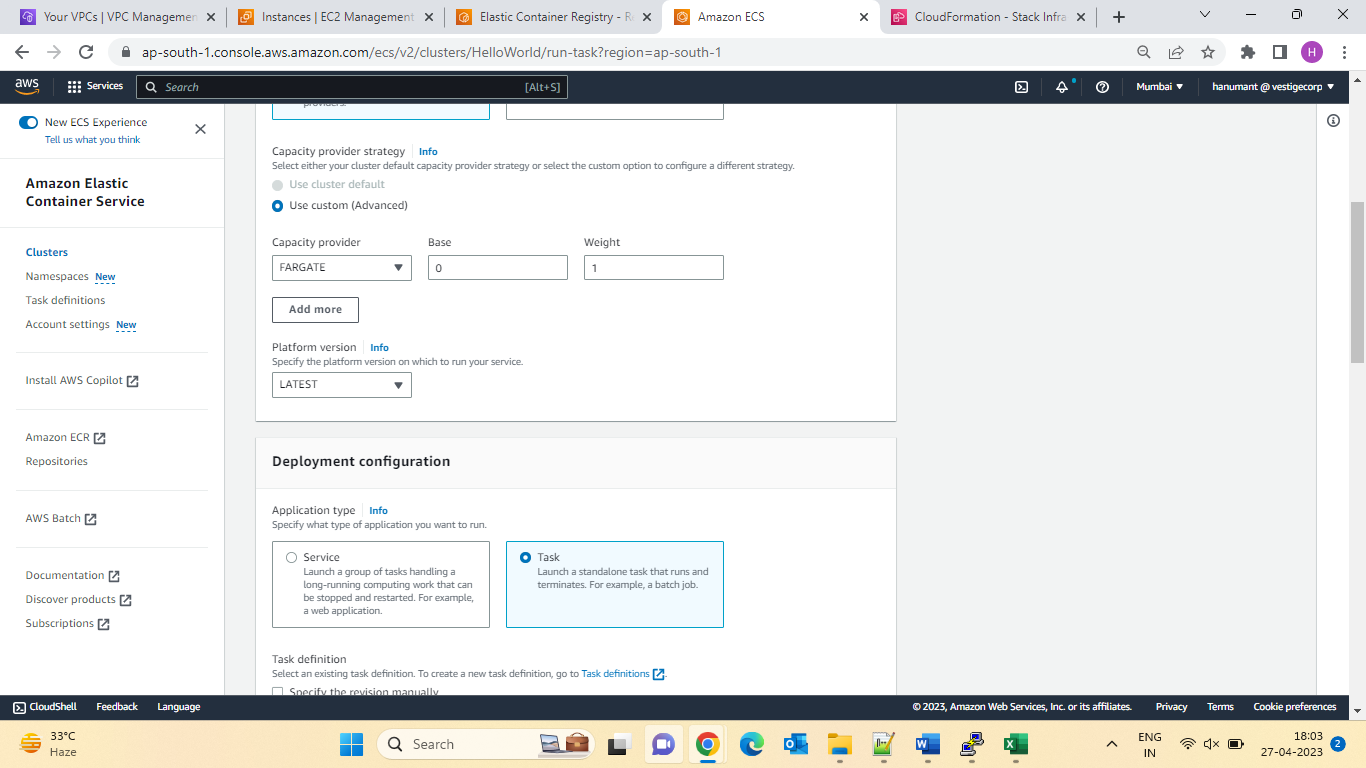 Your VPCs | VPC Managemen
Instances | EC2 Management
Elastic Container Registry - R
Amazon ECS
CloudFormation - Stack Infra
ap-south-1.console.aws.amazon.com/ecs/v2/clusters/HelloWorld/run-task?region=ap-south-1
H
aws
Services
Search
[Alt+S]
Mumbai
hanumant @ vestigecorp
New ECS Experience
Tell us what you think
Amazon Elastic
Container Service
Clusters
Namespaces New
Task definitions
Account settings New
Install AWS Copilot
Amazon ECR
Repositories
AWS Batch
Documentation
Discover products
Subscriptions
providers.
Capacity provider strategy Info
Select either your cluster default capacity provider strategy or select the custom option to configure a different strategy.
Use cluster default
Use custom (Advanced)
Capacity provider Base Weight
FARGATE 0 1
Add more
Platform version Info
Specify the platform version on which to run your service.
LATEST
Deployment configuration
Application type Info
Specify what type of application you want to run.
Service
Launch a group of tasks handling a
long-running computing work that can
be stopped and restarted. For example,
a web application.
Task
Launch a standalone task that runs and
terminates. For example, a batch job.
Task definition
Select an existing task definition. To create a new task definition, go to Task definitions.
Specify the revision manually
CloudShell Feedback Language
© 2023, Amazon Web Services, Inc. or its affiliates. Privacy Terms Cookie preferences
33°C
Haze
Search
ENG
IN
18:03
27-04-2023
2